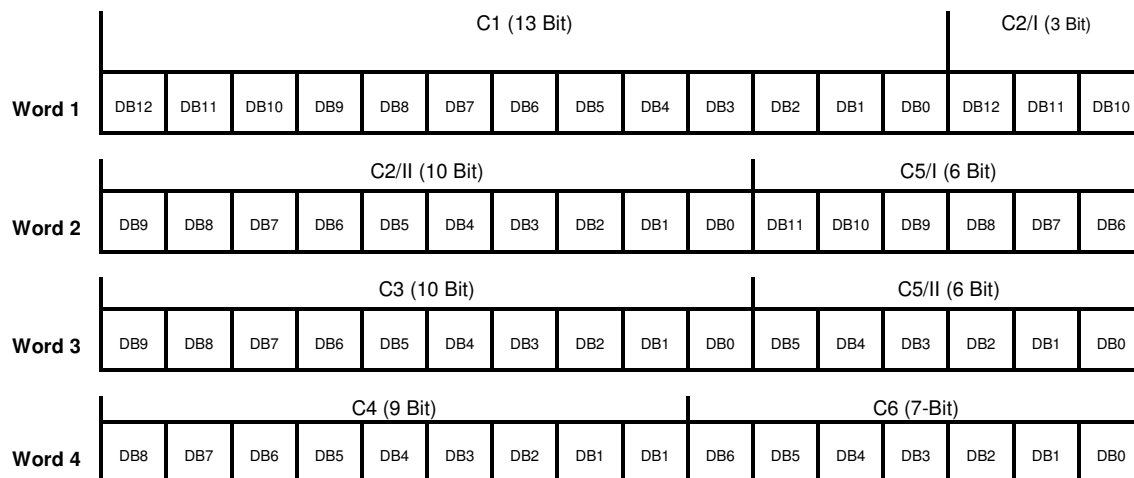 C1 (13 Bit) C2/I (3 Bit)
Word 1 DB12 DB11 DB10 DB9 DB8 DB7 DB6 DB5 DB4 DB3 DB2 DB1 DB0 DB12 DB11 DB10
C2/II (10 Bit) C5/I (6 Bit)
Word 2 DB9 DB8 DB7 DB6 DB5 DB4 DB3 DB2 DB1 DB0 DB11 DB10 DB9 DB8 DB7 DB6
C3 (10 Bit) C5/II (6 Bit)
Word 3 DB9 DB8 DB7 DB6 DB5 DB4 DB3 DB2 DB1 DB0 DB5 DB4 DB3 DB2 DB1 DB0
C4 (9 Bit) C6 (7-Bit)
Word 4 DB8 DB7 DB6 DB5 DB4 DB3 DB2 DB1 DB1 DB6 DB5 DB4 DB3 DB2 DB1 DB0